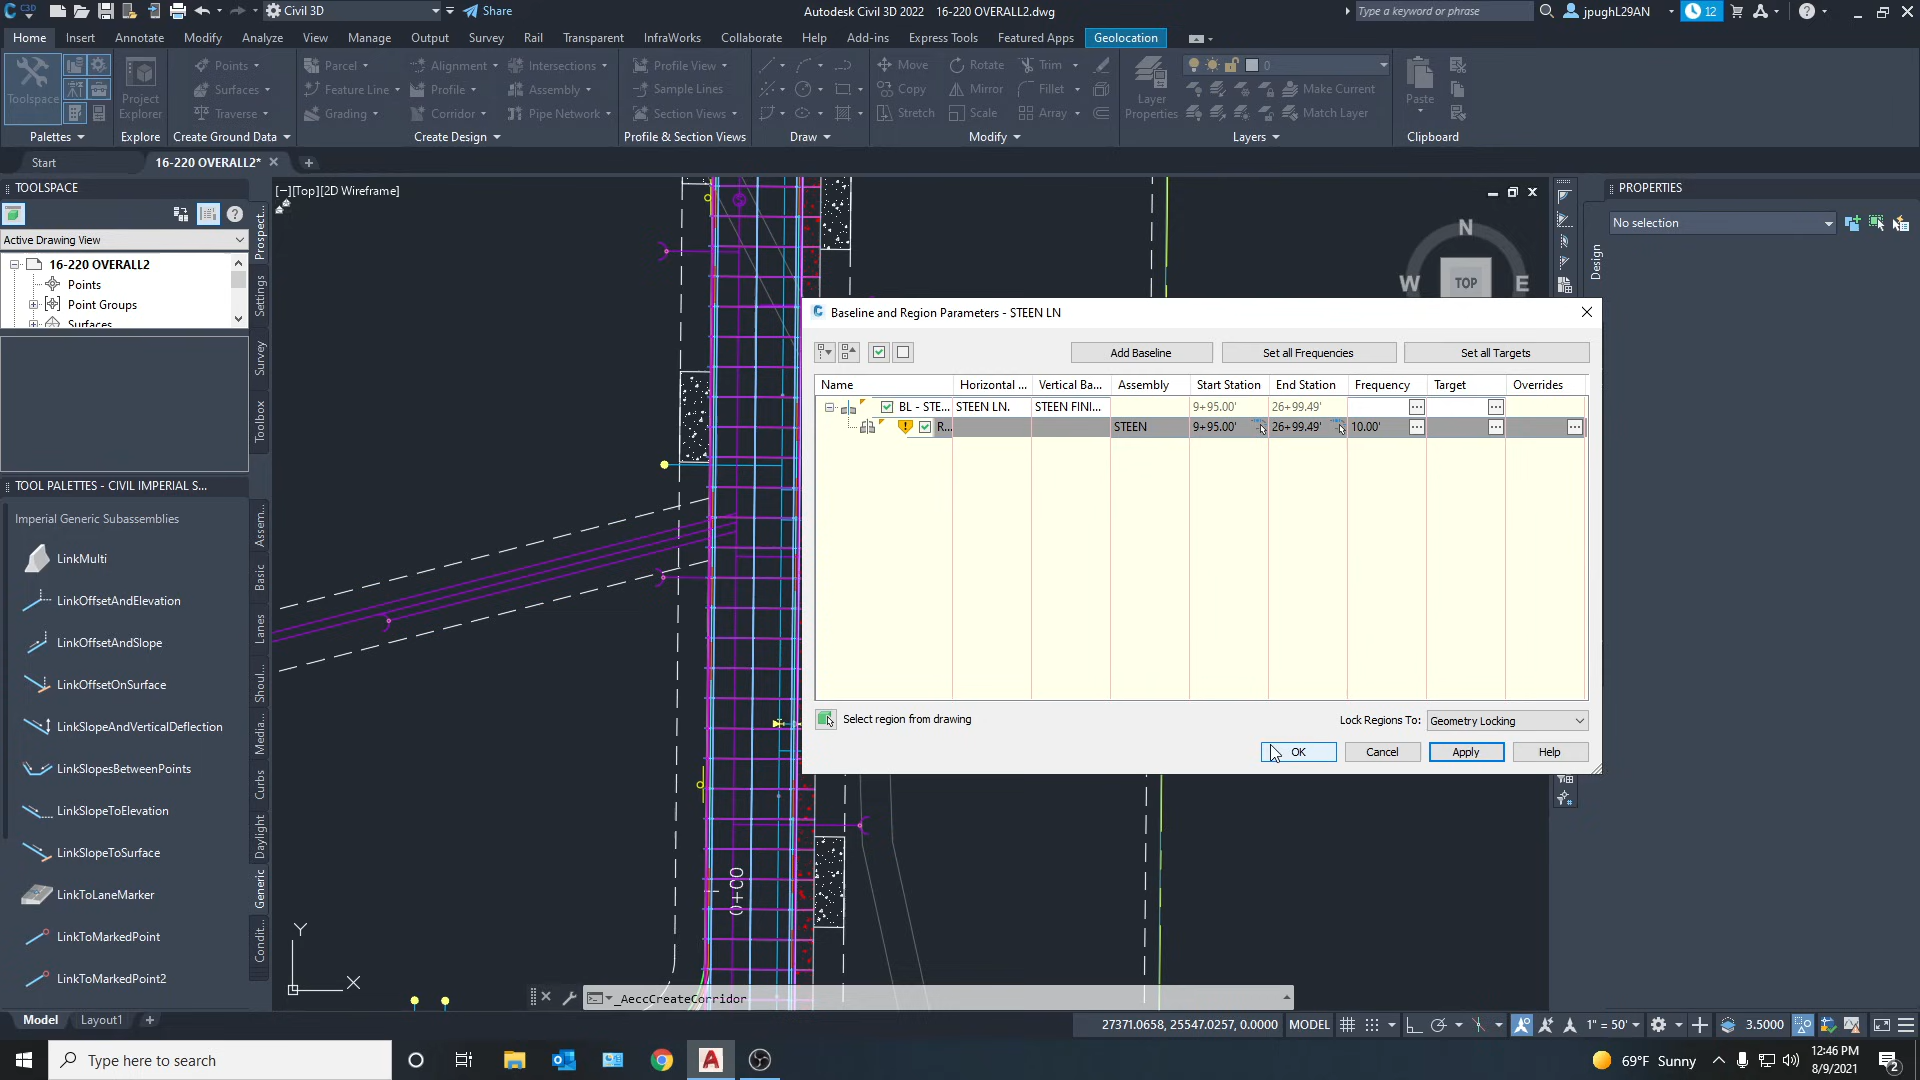 C3D
Civil 3D
Share
Autodesk Civil 3D 2022 16-220 OVERALL2.dwg
Type a keyword or phrase
jpughL29AN
12
Home Insert Annotate Modify Analyze View Manage Output Survey Rail Transparent InfraWorks Collaborate Help Add-ins Express Tools Featured Apps Geolocation
Points Parcel Alignment Intersections Profile View Move Rotate Trim 0
Toolspace Project Explorer Surfaces Feature Line Profile Assembly Sample Lines Copy Mirror Fillet Layer Properties Make Current Paste
Traverse Grading Corridor Pipe Network Section Views Stretch Scale Array Match Layer
Palettes Explore Create Ground Data Create Design Profile & Section Views Draw Modify Layers Clipboard
Start 16-220 OVERALL2*
TOOLSPACE
[−][Top][2D Wireframe]
PROPERTIES
No selection
Design
Active Drawing View
16-220 OVERALL2
Points
Point Groups
Surfaces
Prospect...
Settings
Survey
Toolbox
N
W TOP E
Baseline and Region Parameters - STEEN LN
Add Baseline Set all Frequencies Set all Targets
Name Horizontal ... Vertical Ba... Assembly Start Station End Station Frequency Target Overrides
BL - STE... STEEN LN. STEEN FINI... 9+95.00' 26+99.49'
R... STEEN 9+95.00' 26+99.49' 10.00'
Select region from drawing
Lock Regions To: Geometry Locking
OK Cancel Apply Help
TOOL PALETTES - CIVIL IMPERIAL S...
Imperial Generic Subassemblies
LinkMulti
LinkOffsetAndElevation
LinkOffsetAndSlope
LinkOffsetOnSurface
LinkSlopeAndVerticalDeflection
LinkSlopesBetweenPoints
LinkSlopeToElevation
LinkSlopeToSurface
LinkToLaneMarker
LinkToMarkedPoint
LinkToMarkedPoint2
Assem...
Basic
Lanes
Shoul...
Media...
Curbs
Daylight
Generic
Condit...
0+00
Y
X
_AeccCreateCorridor
Model Layout1
27371.0658, 25547.0257, 0.0000 MODEL 1" = 50' 3.5000
Type here to search
69°F Sunny
12:46 PM
8/9/2021
2